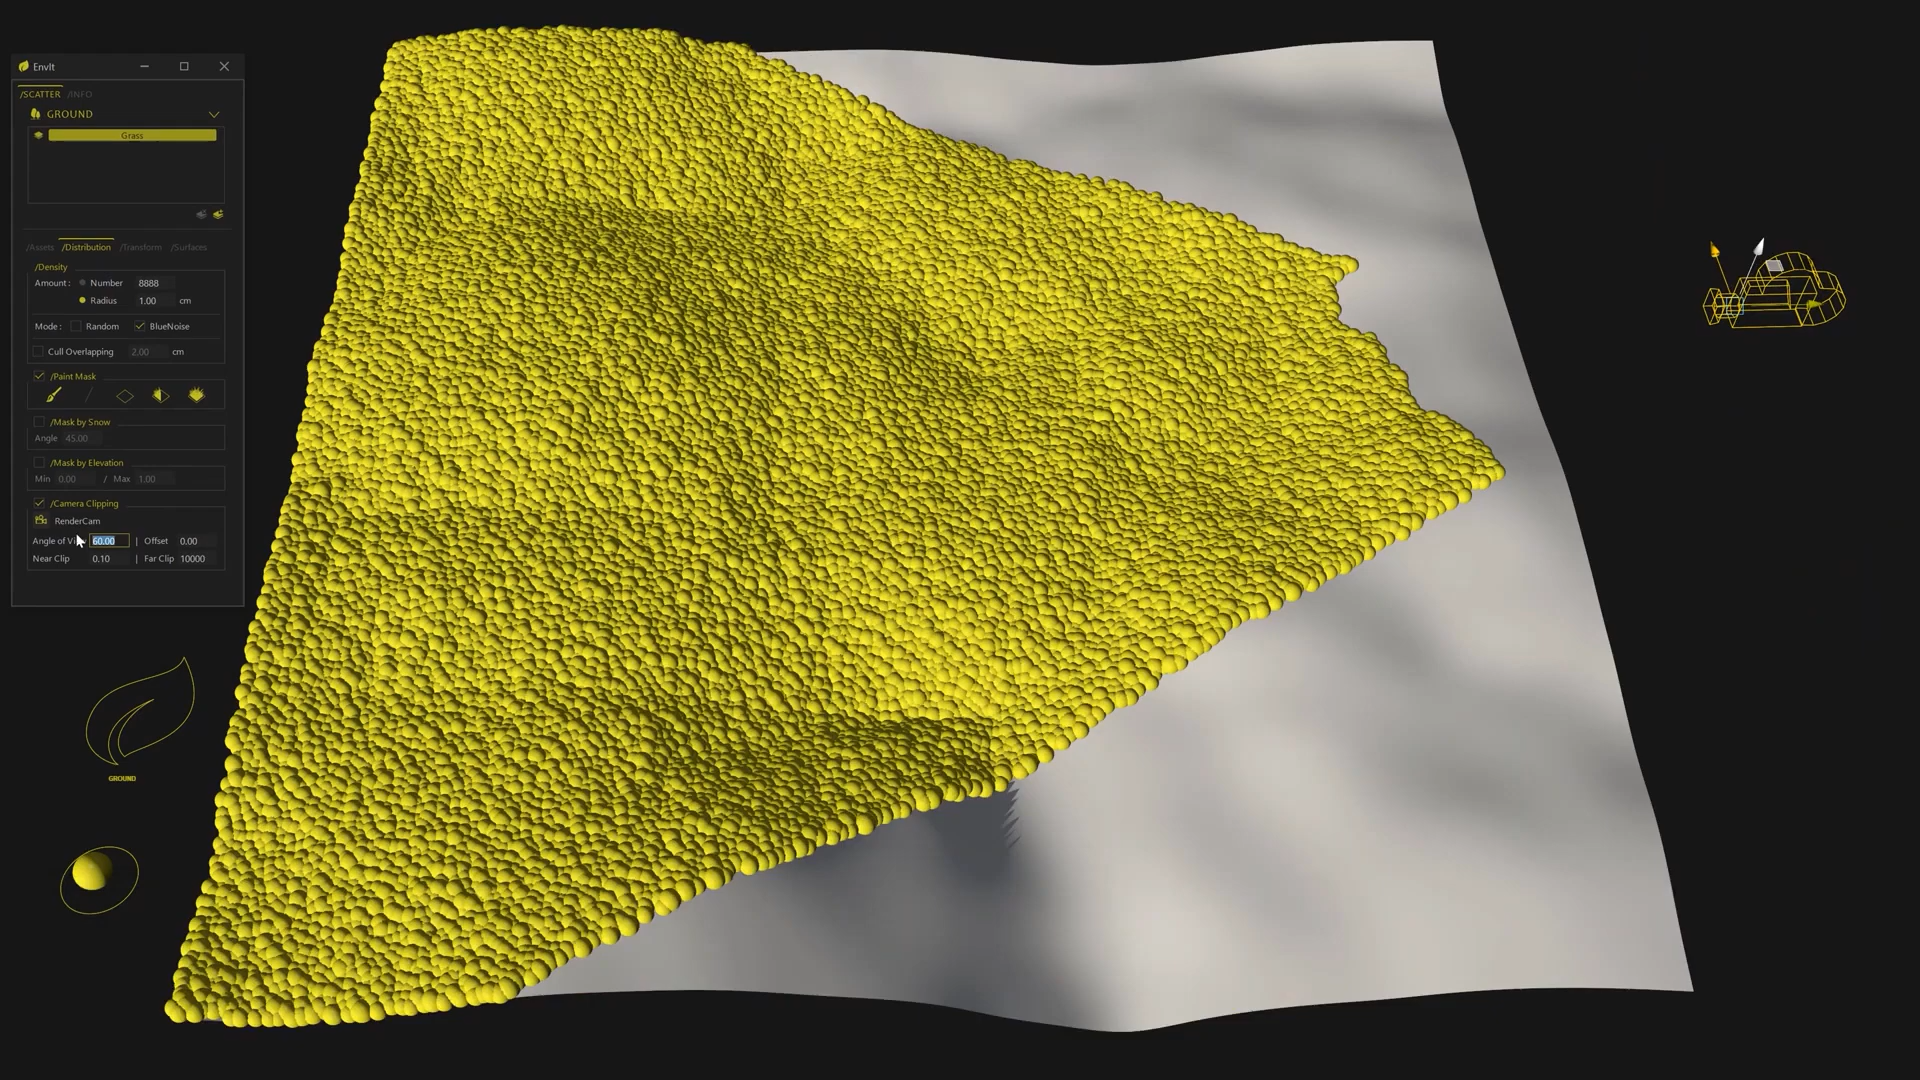 EnvIt
/SCATTER /INFO
GROUND
Grass
/Assets /Distribution /Transform /Surfaces
/Density
Amount : Number 8888
Radius 1.00 cm
Mode : Random BlueNoise
Cull Overlapping 2.00 cm
/Paint Mask
/Mask by Snow
Angle 45.00
/Mask by Elevation
Min 0.00 / Max 1.00
/Camera Clipping
RenderCam
Angle of Vi 60.00 | Offset 0.00
Near Clip 0.10 | Far Clip 10000
GROUND